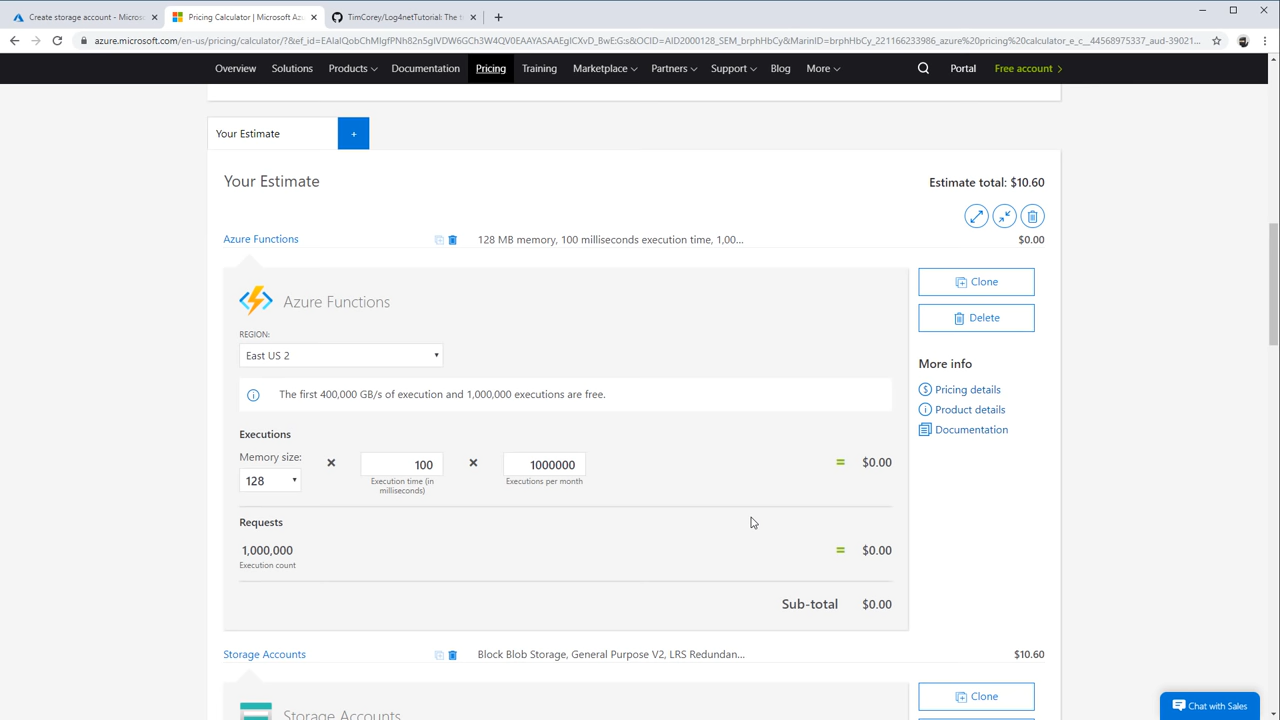 Create storage account - Microso
Pricing Calculator | Microsoft Az
TimCorey/Log4netTutorial: The t
azure.microsoft.com/en-us/pricing/calculator/?&ef_id=EAIaIQobChMIgfPNh82n5gIVDW6GCh3W4QV0EAAYASAAEgICXvD_BwE:G:s&OCID=AID2000128_SEM_brphHbCy&MarinID=brphHbCy_221166233986_azure%20pricing%20calculator_e_c__44568975337_aud-39021...
Overview Solutions Products Documentation Pricing Training Marketplace Partners Support Blog More Portal Free account
Your Estimate +
Your Estimate Estimate total: $10.60
Azure Functions 128 MB memory, 100 milliseconds execution time, 1,00... $0.00
Clone
Azure Functions
Delete
REGION:
East US 2
More info
Pricing details
The first 400,000 GB/s of execution and 1,000,000 executions are free.
Product details
Documentation
Executions
Memory size:
128 × 100 × 1000000 = $0.00
Execution time (in milliseconds) Executions per month
Requests
1,000,000 = $0.00
Execution count
Sub-total $0.00
Storage Accounts Block Blob Storage, General Purpose V2, LRS Redundan... $10.60
Clone
Storage Accounts
Chat with Sales